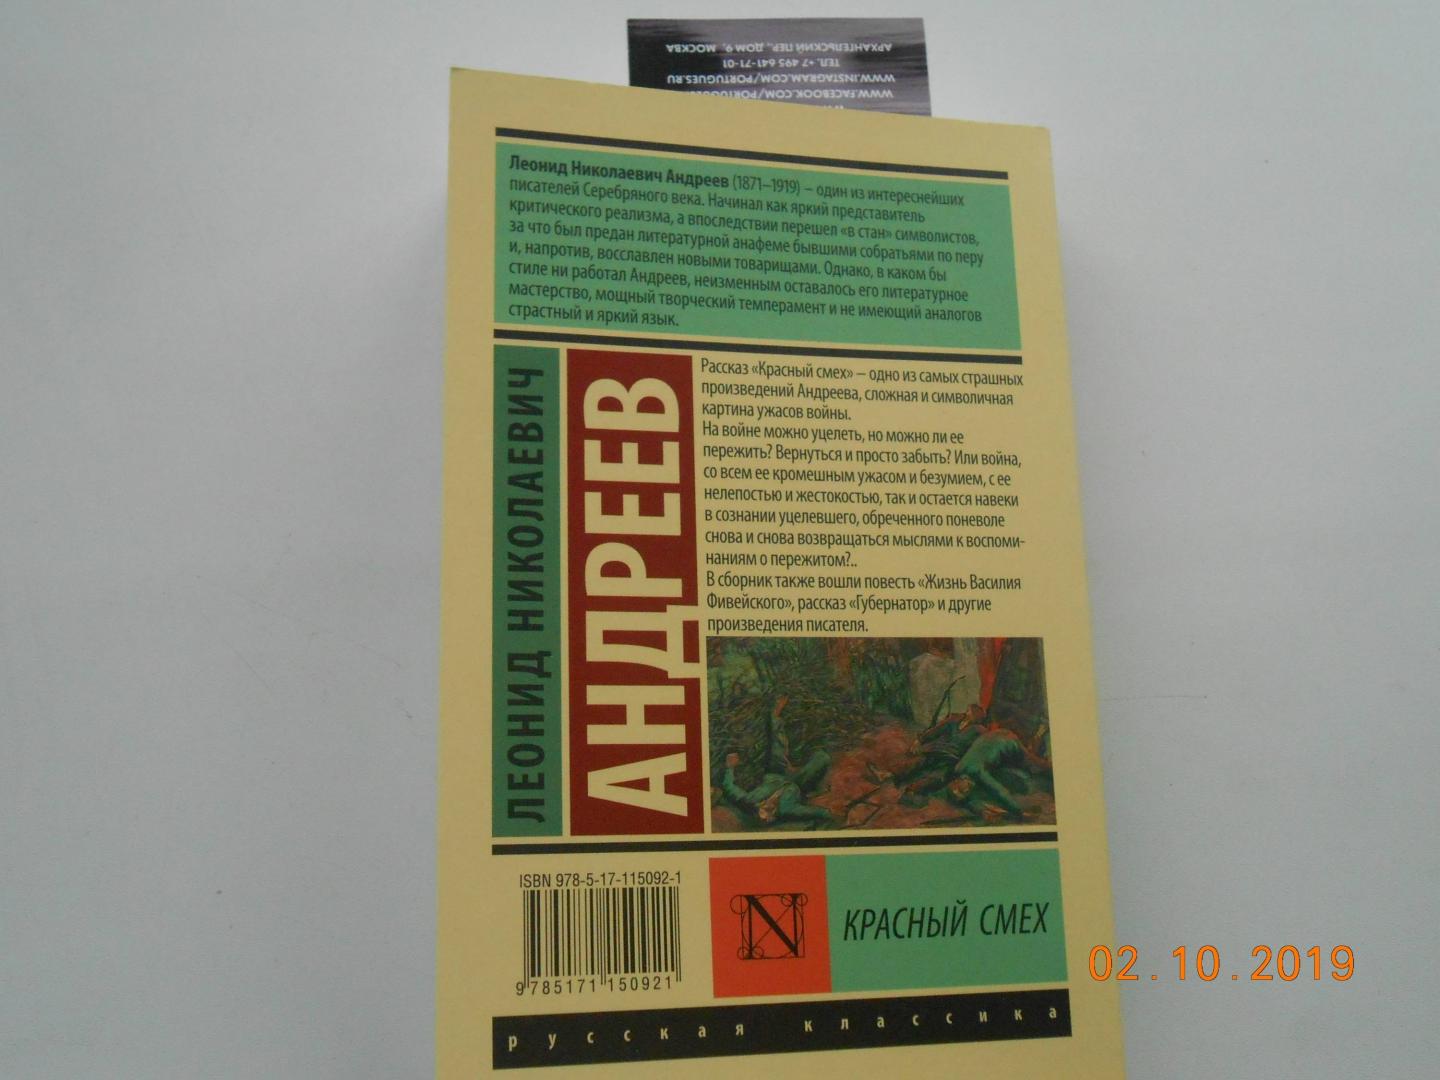 АРХАНГЕЛЬСКИЙ ПЕР., ДОМ 9, МОСКВА
ТЕЛ. +7 495 641-71-01
WWW.INSTAGRAM.COM/PORTUGUES.RU
Леонид Николаевич Андреев (1871–1919) – один из интереснейших
писателей Серебряного века. Начинал как яркий представитель
критического реализма, а впоследствии перешел «в стан» символистов,
за что был предан литературной анафеме бывшими собратьями по перу
и, напротив, восславлен новыми товарищами. Однако, в каком бы
стиле ни работал Андреев, неизменным оставалось его литературное
мастерство, мощный творческий темперамент и не имеющий аналогов
страстный и яркий язык.
ЛЕОНИД НИКОЛАЕВИЧ
АНДРЕЕВ
Рассказ «Красный смех» – одно из самых страшных
произведений Андреева, сложная и символичная
картина ужасов войны.
На войне можно уцелеть, но можно ли ее
пережить? Вернуться и просто забыть? Или война,
со всем ее кромешным ужасом и безумием, с ее
нелепостью и жестокостью, так и остается навеки
в сознании уцелевшего, обреченного поневоле
снова и снова возвращаться мыслями к воспоми-
наниям о пережитом?..
В сборник также вошли повесть «Жизнь Василия
Фивейского», рассказ «Губернатор» и другие
произведения писателя.
ISBN 978-5-17-115092-1
9 785171 150921
N
КРАСНЫЙ СМЕХ
русская классика
02.10.2019